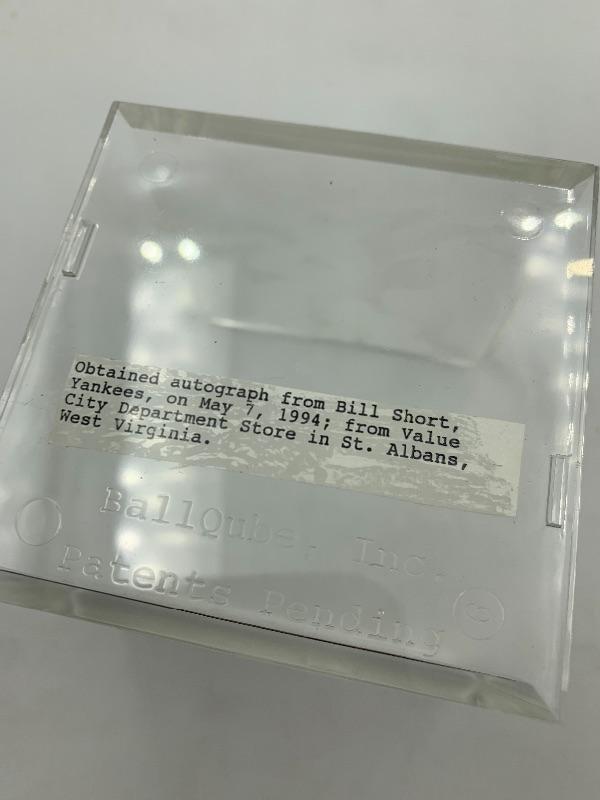 Obtained autograph from Bill Short,
Yankees, on May 7, 1994; from Value
City Department Store in St. Albans,
West Virginia.
BallQube, Inc.
Patents Pending